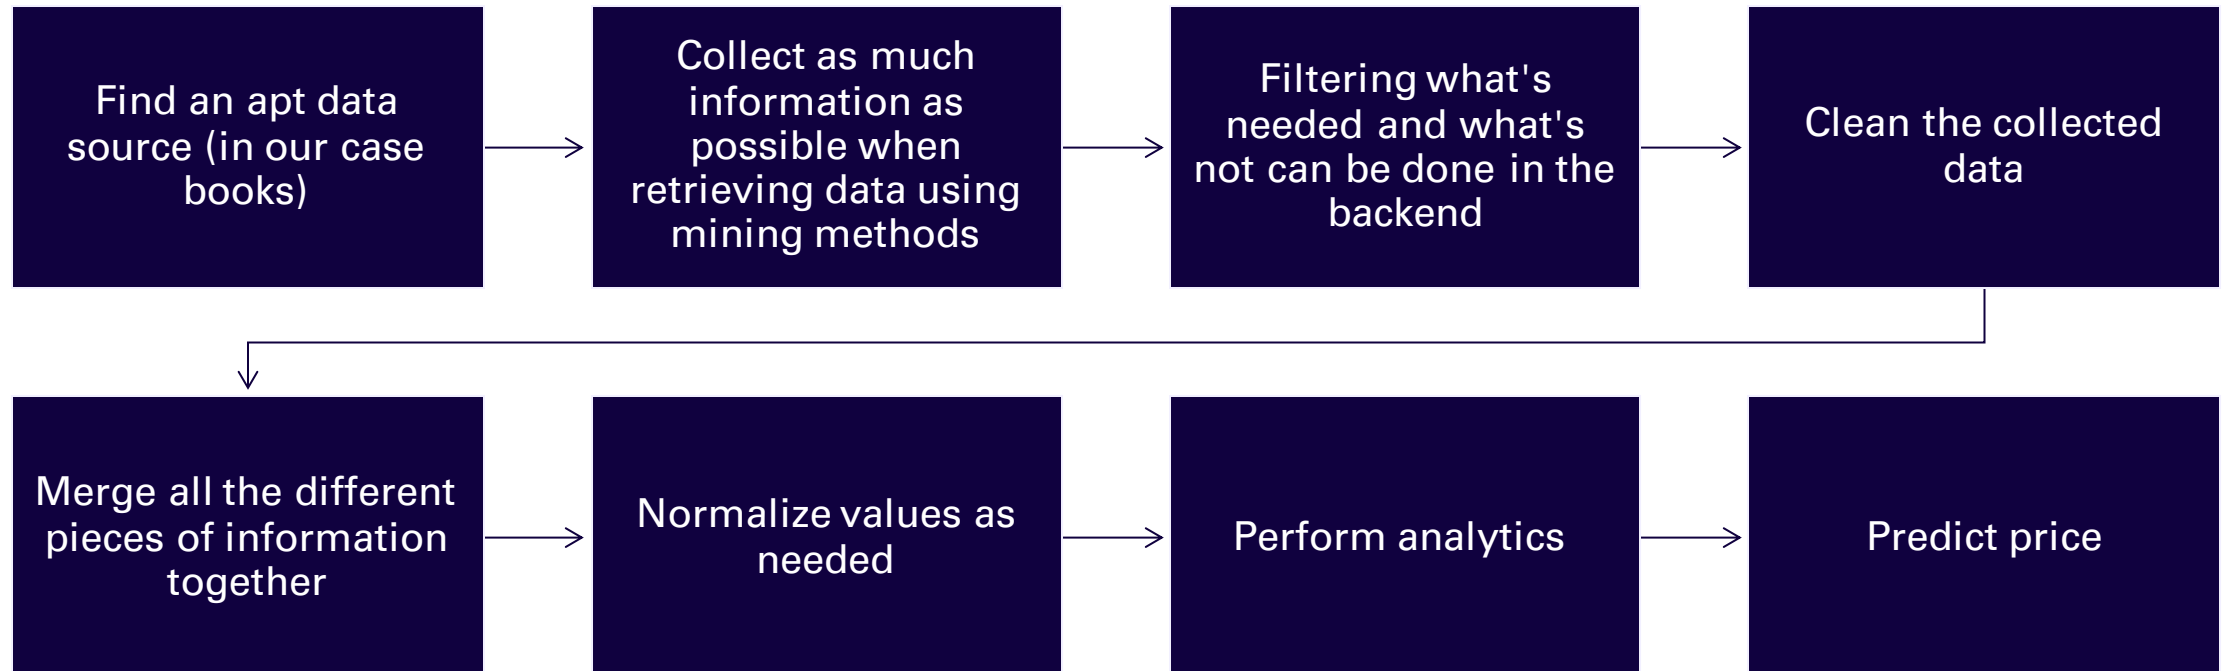 Find an apt data
source (in our case
books)
Collect as much
information as
possible when
retrieving data using
mining methods
Filtering what's
needed and what's
not can be done in the
backend
Clean the collected
data
Merge all the different
pieces of information
together
Normalize values as
needed
Perform analytics
Predict price